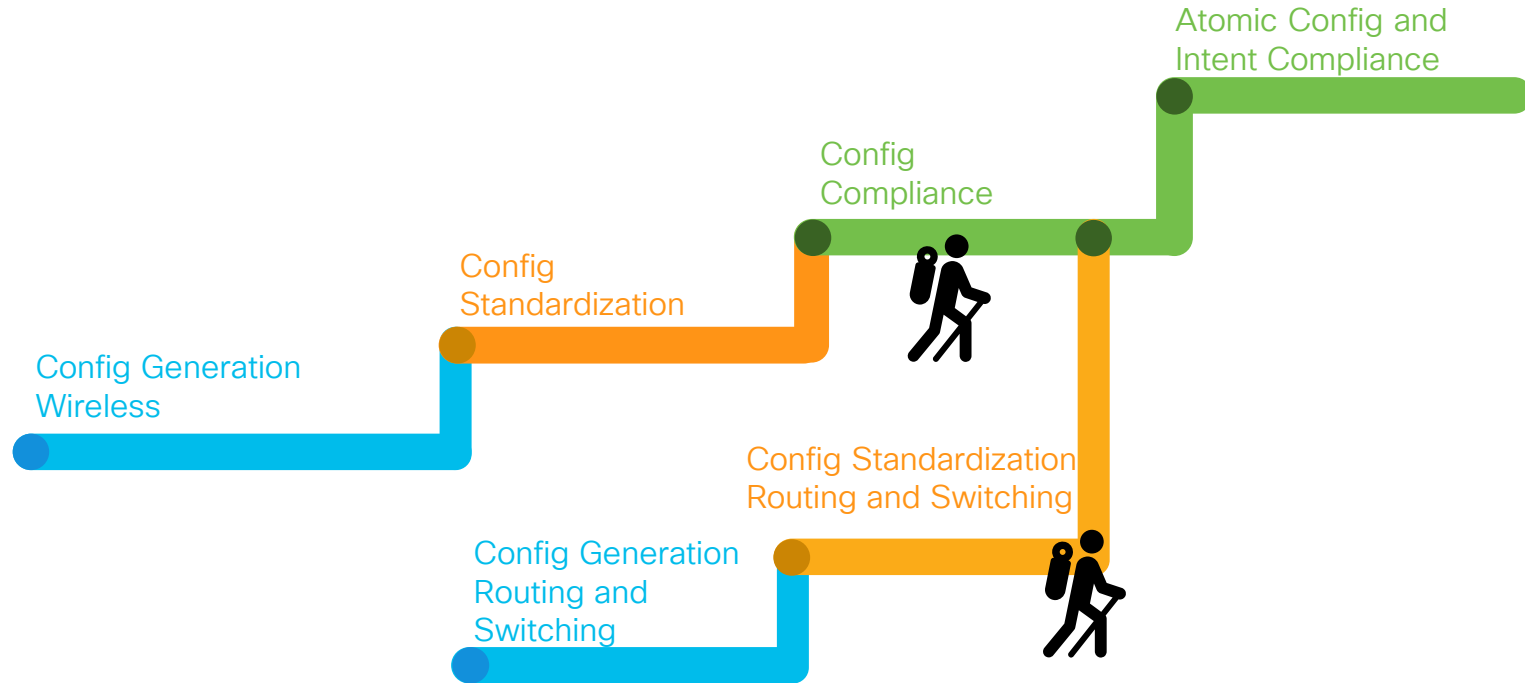 Atomic Config and
Intent Compliance
Config
Compliance
Config
Standardization
Config Generation
Wireless
Config Standardization
Routing and Switching
Config Generation
Routing and
Switching